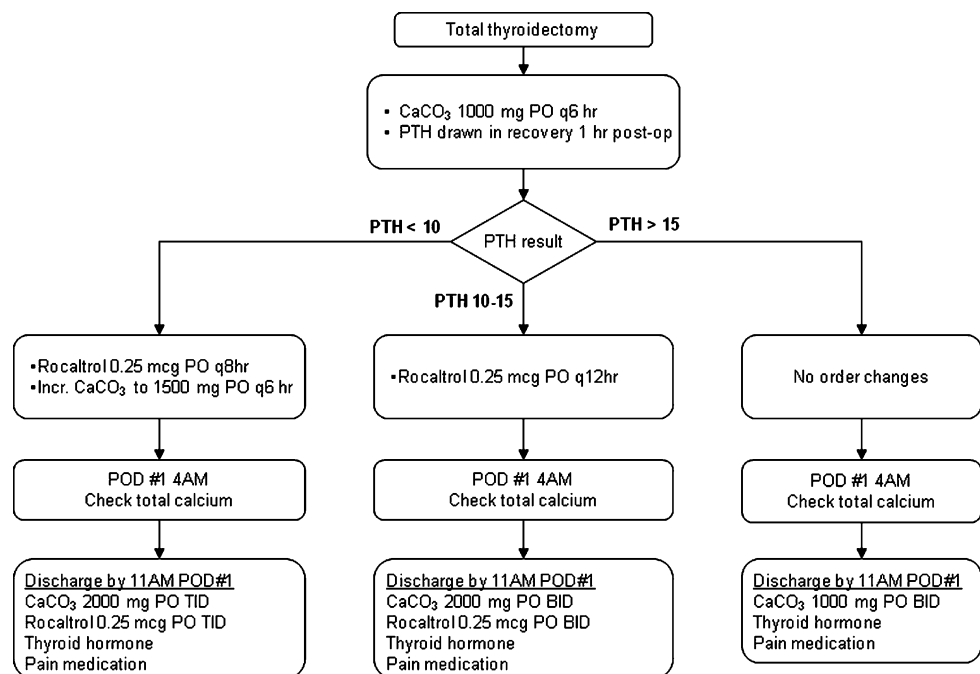 Total thyroidectomy
▪ CaCO₃ 1000 mg PO q6 hr
▪ PTH drawn in recovery 1 hr post-op
PTH < 10
PTH result
PTH > 15
PTH 10-15
▪Rocaltrol 0.25 mcg PO q8hr
▪Incr. CaCO₃ to 1500 mg PO q6 hr
▪Rocaltrol 0.25 mcg PO q12hr
No order changes
POD #1 4AM
Check total calcium
POD #1 4AM
Check total calcium
POD #1 4AM
Check total calcium
Discharge by 11AM POD#1
CaCO₃ 2000 mg PO TID
Rocaltrol 0.25 mcg PO TID
Thyroid hormone
Pain medication
Discharge by 11AM POD#1
CaCO₃ 2000 mg PO BID
Rocaltrol 0.25 mcg PO BID
Thyroid hormone
Pain medication
Discharge by 11AM POD#1
CaCO₃ 1000 mg PO BID
Thyroid hormone
Pain medication